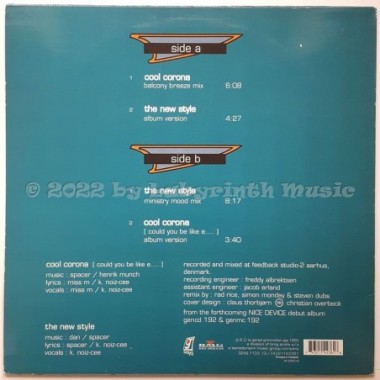 side a
1 cool corona
balcony breeze mix 6:08
2 the new style
album version 4:27
side b
© 2022 by Labyrinth Music
the new style
ministry mood mix 8:17
2 cool corona
( could you be like e.... )
album version 3:40
cool corona ( could you be like e.... )
music : spacer / henrik munch
lyrics : miss m / k. noiz-cee
vocals : miss m / k. noiz-cee
the new style
music : dan / spacer
lyrics : spacer / k. noiz-cee
vocals : k. noiz-cee
recorded and mixed at feedback studio-2 aarhus,
denmark.
recording engineer : freddy albrektsen
assistant engineer : jacob erland
remix by : rad rice, simon mondey & steven dubs.
cover design : claus thorbjørn christian overbeck
from the forthcoming NICE DEVICE debut album
gencd 192 & genmc 192
BMG